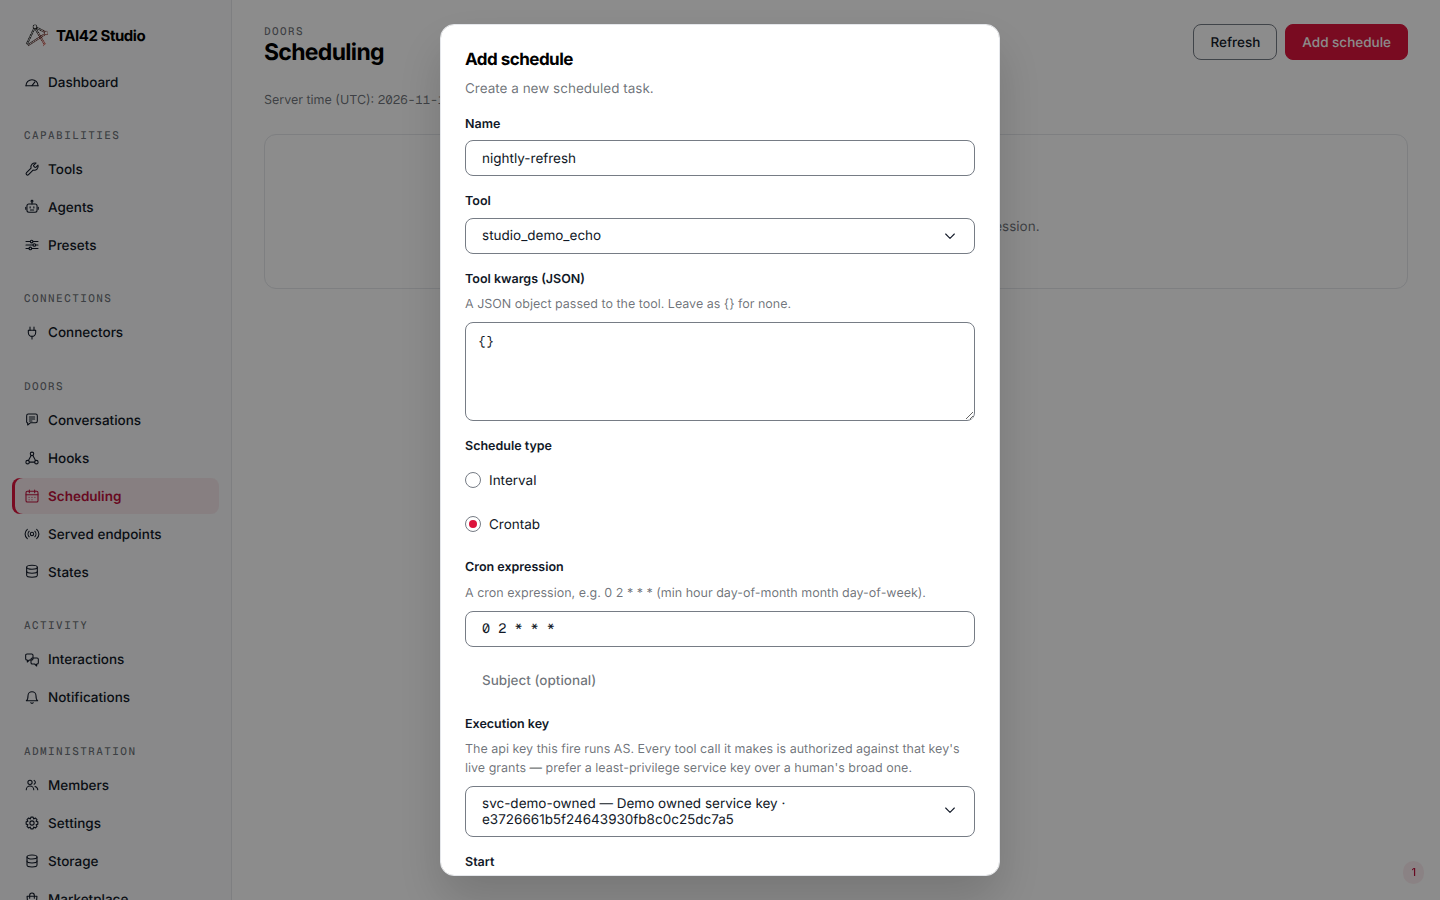 TAI42 Studio
Dashboard
CAPABILITIES
Tools
Agents
Presets
CONNECTIONS
Connectors
DOORS
Conversations
Hooks
Scheduling
Served endpoints
States
ACTIVITY
Interactions
Notifications
ADMINISTRATION
Members
Settings
Storage
Marketplace
DOORS
Scheduling
Refresh
Add schedule
Server time (UTC): 2026-11-
ssion.
Add schedule
Create a new scheduled task.
Name
nightly-refresh
Tool
studio_demo_echo
Tool kwargs (JSON)
A JSON object passed to the tool. Leave as {} for none.
{}
Schedule type
Interval
Crontab
Cron expression
A cron expression, e.g. 0 2 * * * (min hour day-of-month month day-of-week).
0 2 * * *
Subject (optional)
Execution key
The api key this fire runs AS. Every tool call it makes is authorized against that key's
live grants — prefer a least-privilege service key over a human's broad one.
svc-demo-owned — Demo owned service key ·
e3726661b5f24643930fb8c0c25dc7a5
Start
1